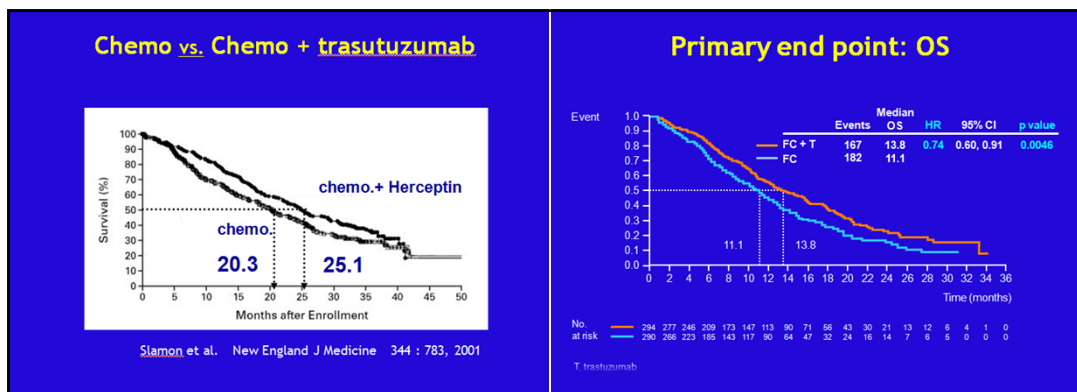 Chemo vs. Chemo + trasutuzumab
Survival (%)
100
90
80
70
60
50
40
30
20
10
0
chemo.+ Herceptin
chemo.
20.3
25.1
0 5 10 15 20 25 30 35 40 45 50
Months after Enrollment
Slamon et al. New England J Medicine 344 : 783, 2001
Primary end point: OS
Event
1.0
0.9
0.8
0.7
0.6
0.5
0.4
0.3
0.2
0.1
0.0
Median
Events OS HR 95% CI p value
FC + T 167 13.8 0.74 0.60, 0.91 0.0046
FC 182 11.1
11.1 13.8
0 2 4 6 8 10 12 14 16 18 20 22 24 26 28 30 32 34 36
Time (months)
No.
at risk
294 277 246 209 173 147 113 90 71 56 43 30 21 13 12 6 4 1 0
290 266 223 185 143 117 90 64 47 32 24 16 14 7 6 5 0 0 0
T, trastuzumab